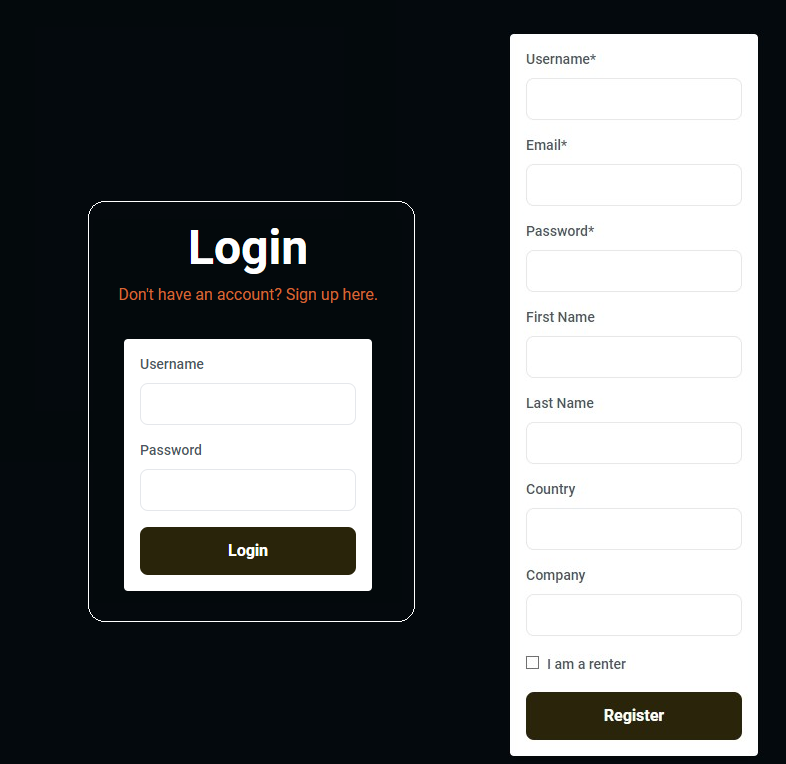 Login
Don't have an account? Sign up here.
Username
Password
Login
Username*
Email*
Password*
First Name
Last Name
Country
Company
I am a renter
Register